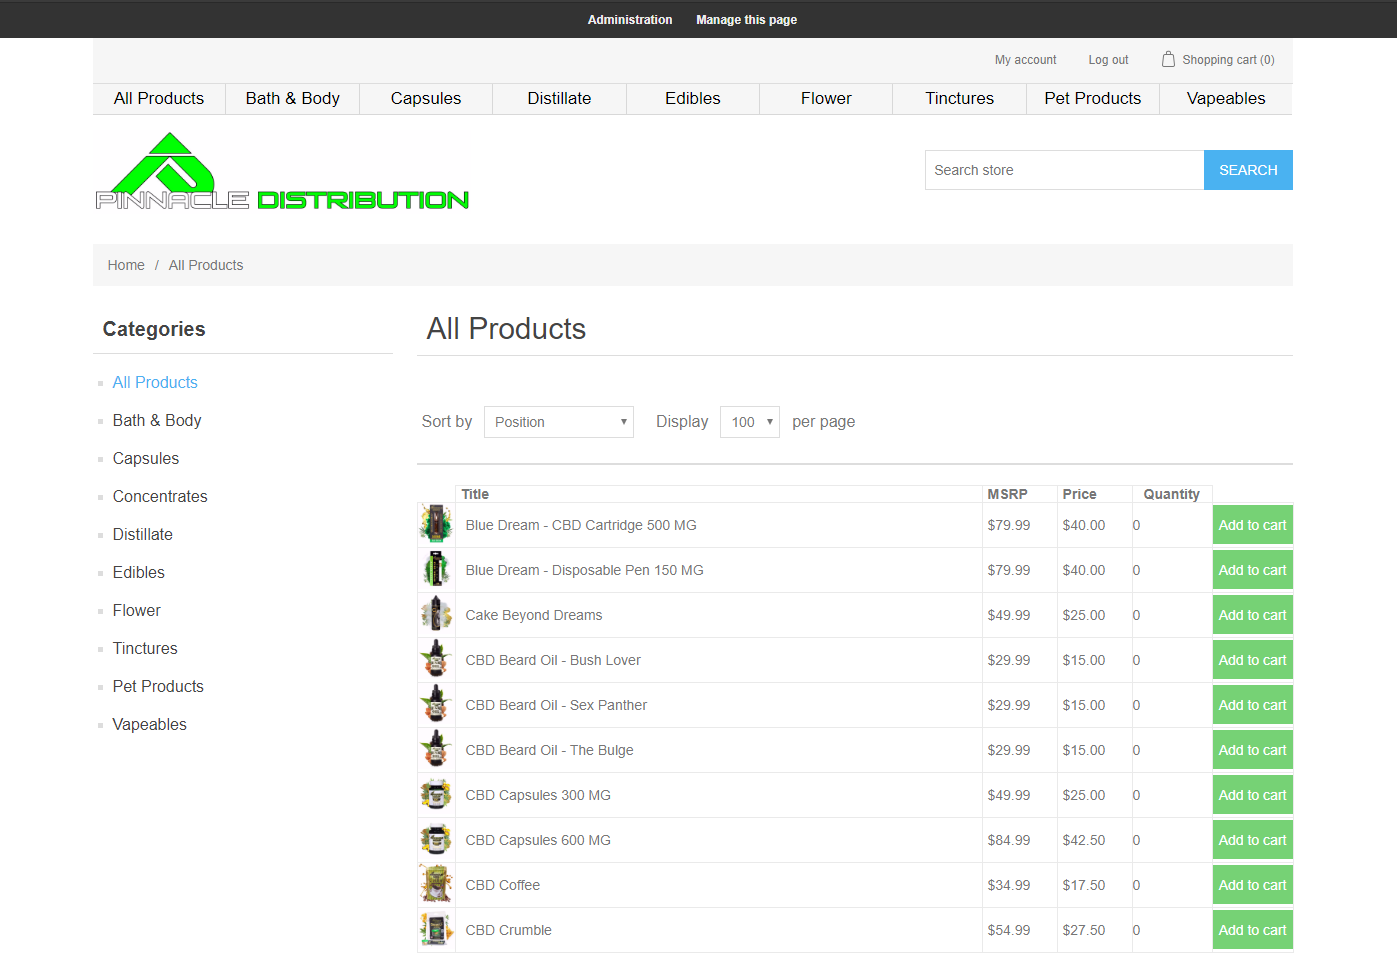 Administration Manage this page
My account Log out Shopping cart (0)
All Products Bath & Body Capsules Distillate Edibles Flower Tinctures Pet Products Vapeables
PINNACLE DISTRIBUTION
Search store SEARCH
Home / All Products
Categories
All Products
Bath & Body
Capsules
Concentrates
Distillate
Edibles
Flower
Tinctures
Pet Products
Vapeables
All Products
Sort by Position Display 100 per page
Title MSRP Price Quantity
Blue Dream - CBD Cartridge 500 MG $79.99 $40.00 0 Add to cart
Blue Dream - Disposable Pen 150 MG $79.99 $40.00 0 Add to cart
Cake Beyond Dreams $49.99 $25.00 0 Add to cart
CBD Beard Oil - Bush Lover $29.99 $15.00 0 Add to cart
CBD Beard Oil - Sex Panther $29.99 $15.00 0 Add to cart
CBD Beard Oil - The Bulge $29.99 $15.00 0 Add to cart
CBD Capsules 300 MG $49.99 $25.00 0 Add to cart
CBD Capsules 600 MG $84.99 $42.50 0 Add to cart
CBD Coffee $34.99 $17.50 0 Add to cart
CBD Crumble $54.99 $27.50 0 Add to cart